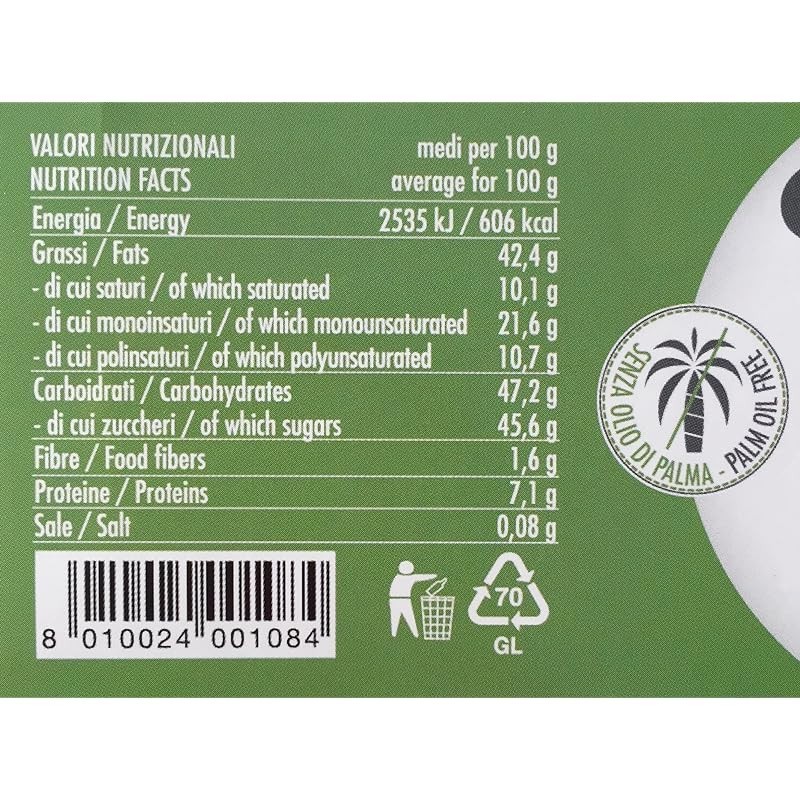 VALORI NUTRIZIONALI medi per 100 g
NUTRITION FACTS average for 100 g
Energia / Energy 2535 kJ / 606 kcal
Grassi / Fats 42,4 g
- di cui saturi / of which saturated 10,1 g
- di cui monoinsaturi / of which monounsaturated 21,6 g
- di cui polinsaturi / of which polyunsaturated 10,7 g
Carboidrati / Carbohydrates 47,2 g
- di cui zuccheri / of which sugars 45,6 g
Fibre / Food fibers 1,6 g
Proteine / Proteins 7,1 g
Sale / Salt 0,08 g
SENZA OLIO DI PALMA - PALM OIL FREE
8 010024 001084
70
GL